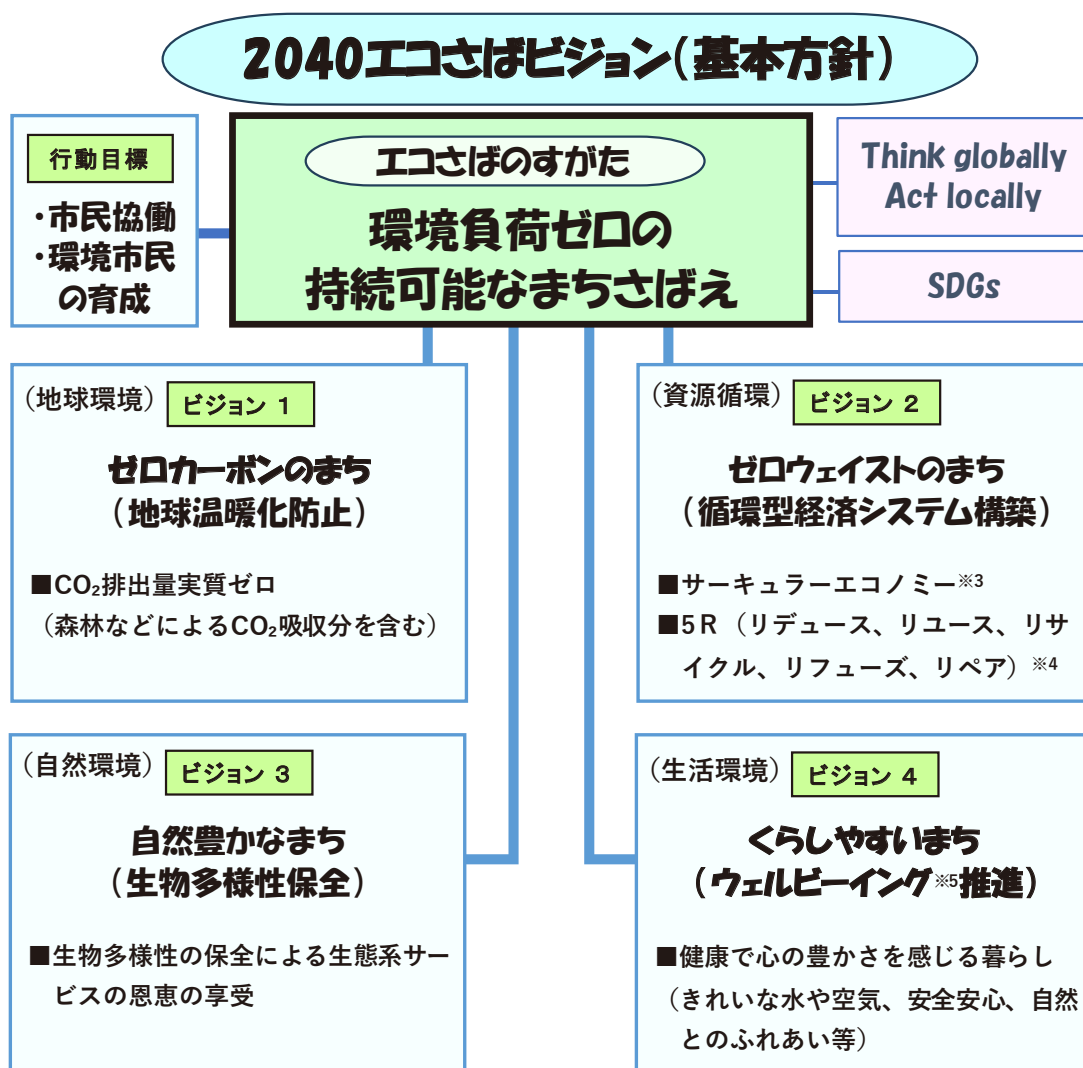 2040エコさばビジョン(基本方針)
行動目標
・市民協働
・環境市民
の育成
エコさばのすがた
環境負荷ゼロの
持続可能なまちさばえ
Think globally
Act locally
SDGs
(地球環境) ビジョン 1
ゼロカーボンのまち
(地球温暖化防止)
■CO₂排出量実質ゼロ
(森林などによるCO₂吸収分を含む)
(資源循環) ビジョン 2
ゼロウェイストのまち
(循環型経済システム構築)
■サーキュラーエコノミー※3
■5R(リデュース、リユース、リサ
イクル、リフューズ、リペア)※4
(自然環境) ビジョン 3
自然豊かなまち
(生物多様性保全)
■生物多様性の保全による生態系サー
ビスの恩恵の享受
(生活環境) ビジョン 4
くらしやすいまち
(ウェルビーイング※5推進)
■健康で心の豊かさを感じる暮らし
(きれいな水や空気、安全安心、自然
とのふれあい等)